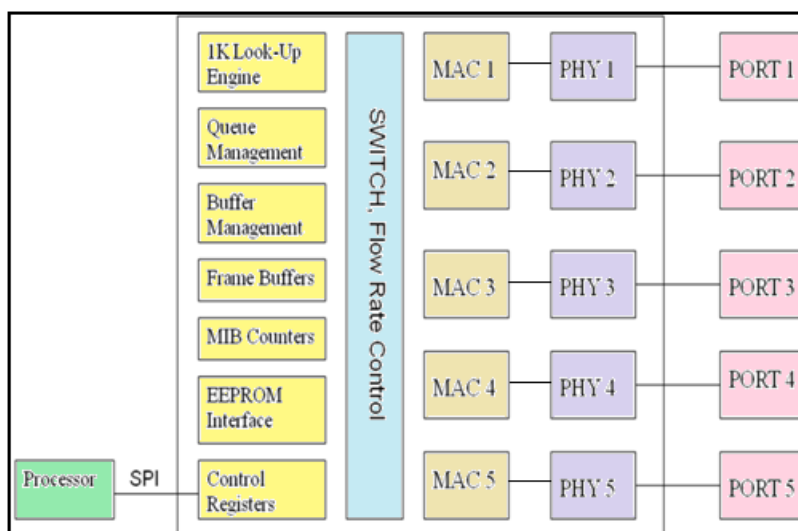 1K Look-Up
Engine
Queue
Management
Buffer
Management
Frame Buffers
MIB Counters
EEPROM
Interface
Control
Registers
Processor
SPI
SWITCH, Flow Rate Control
MAC 1
PHY 1
PORT 1
MAC 2
PHY 2
PORT 2
MAC 3
PHY 3
PORT 3
MAC 4
PHY 4
PORT 4
MAC 5
PHY 5
PORT 5